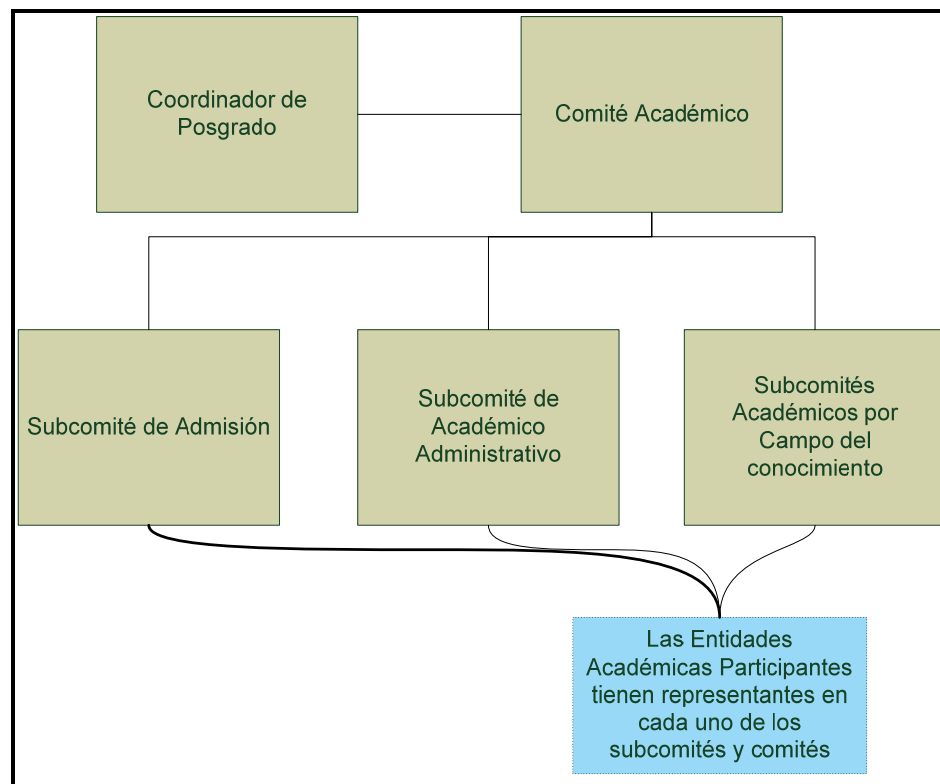 Coordinador de
Posgrado
Comité Académico
Subcomité de Admisión
Subcomité de
Académico
Administrativo
Subcomités
Académicos por
Campo del
conocimiento
Las Entidades
Académicas Participantes
tienen representantes en
cada uno de los
subcomités y comités